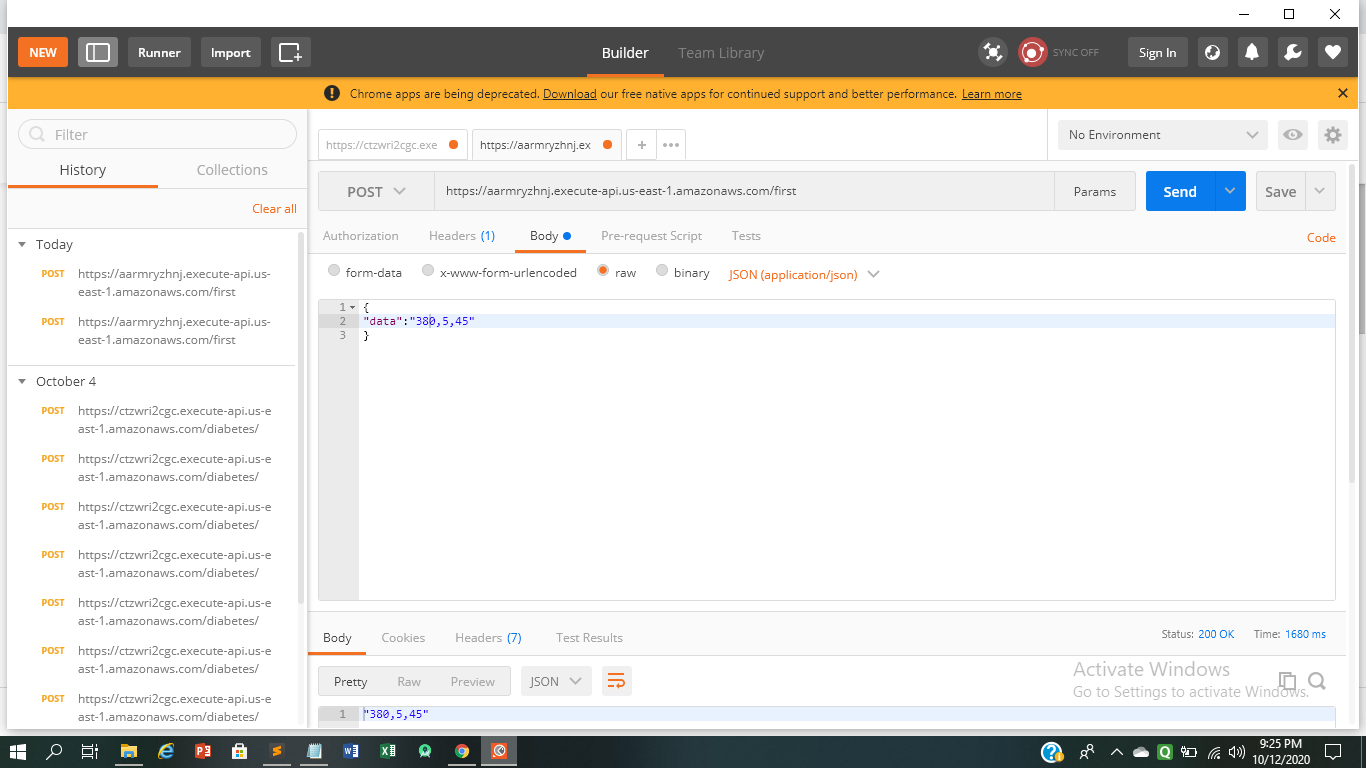 NEW
Runner
Import
Builder
Team Library
SYNC OFF
Sign In
Chrome apps are being deprecated. Download our free native apps for continued support and better performance. Learn more
Filter
History
Collections
Clear all
Today
POST https://aarmryzhnj.execute-api.us-
east-1.amazonaws.com/first
POST https://aarmryzhnj.execute-api.us-
east-1.amazonaws.com/first
October 4
POST https://ctzwri2cgc.execute-api.us-e
ast-1.amazonaws.com/diabetes/
POST https://ctzwri2cgc.execute-api.us-e
ast-1.amazonaws.com/diabetes/
POST https://ctzwri2cgc.execute-api.us-e
ast-1.amazonaws.com/diabetes/
POST https://ctzwri2cgc.execute-api.us-e
ast-1.amazonaws.com/diabetes/
POST https://ctzwri2cgc.execute-api.us-e
ast-1.amazonaws.com/diabetes/
POST https://ctzwri2cgc.execute-api.us-e
ast-1.amazonaws.com/diabetes/
POST https://ctzwri2cgc.execute-api.us-e
ast-1.amazonaws.com/diabetes/
https://ctzwri2cgc.exe
https://aarmryzhnj.ex
+
•••
No Environment
POST
https://aarmryzhnj.execute-api.us-east-1.amazonaws.com/first
Params
Send
Save
Authorization
Headers (1)
Body
Pre-request Script
Tests
Code
form-data
x-www-form-urlencoded
raw
binary
JSON (application/json)
1 {
2 "data":"380,5,45"
3 }
Body
Cookies
Headers (7)
Test Results
Status: 200 OK
Time: 1680 ms
Pretty
Raw
Preview
JSON
Activate Windows
Go to Settings to activate Windows.
1 "380,5,45"
9:25 PM
10/12/2020